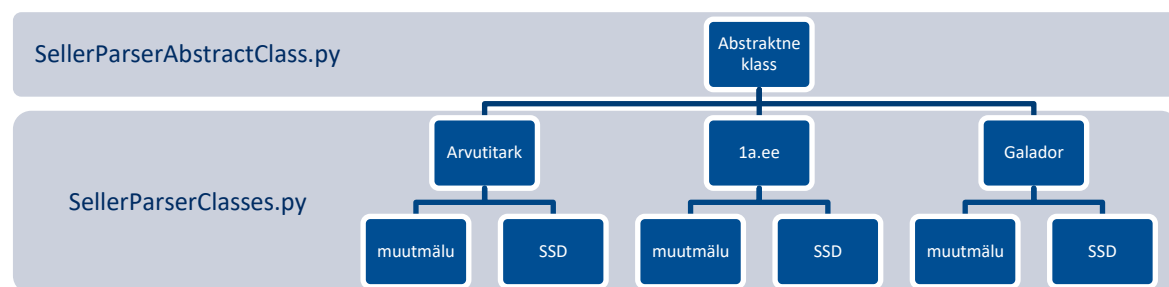 SellerParserAbstractClass.py
Abstraktne
klass
SellerParserClasses.py
Arvutitark
1a.ee
Galador
muutmälu
SSD
muutmälu
SSD
muutmälu
SSD